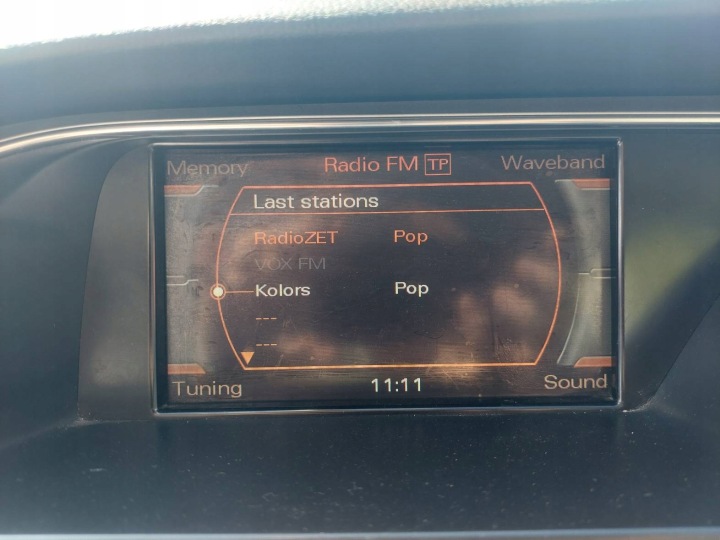 Memory Radio FM TP Waveband
Last stations
RadioZET Pop
VOX FM
Kolors Pop
---
---
Tuning 11:11 Sound